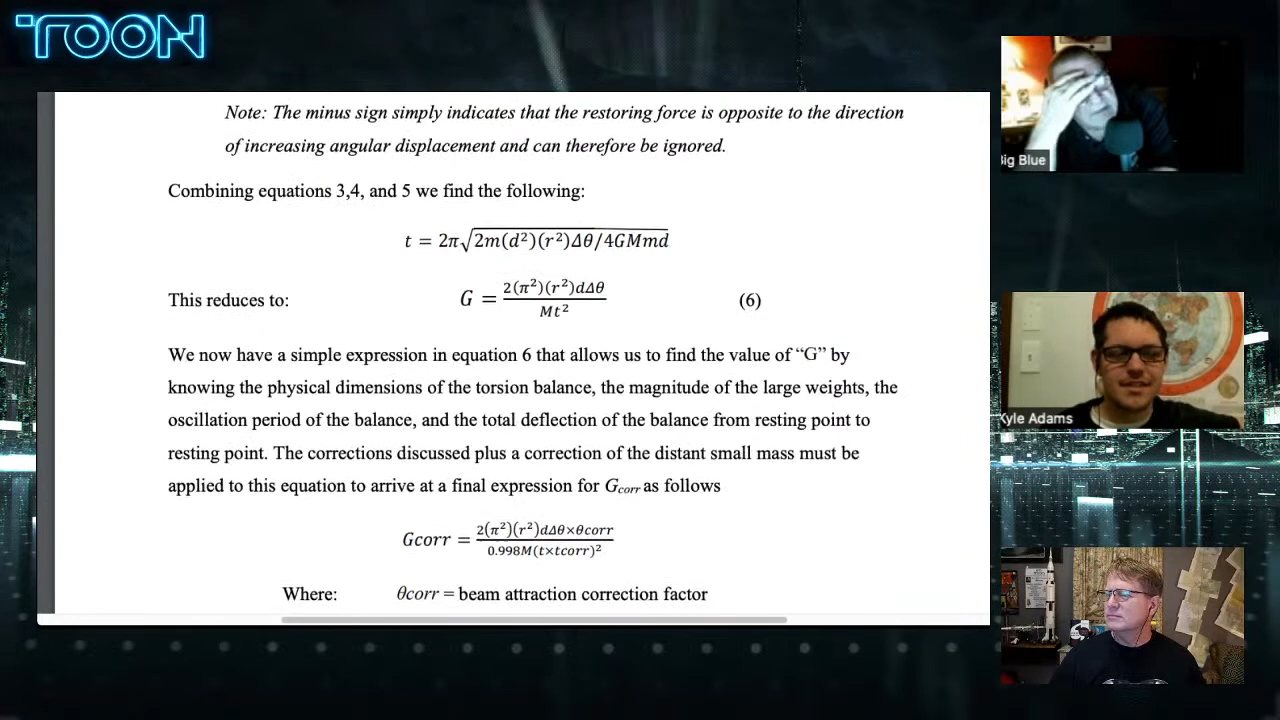 TOON
Note: The minus sign simply indicates that the restoring force is opposite to the direction
of increasing angular displacement and can therefore be ignored.
Combining equations 3,4, and 5 we find the following:
t = 2π√2m(d²)(r²)Δθ/4GMmd
This reduces to: G = 2(π²)(r²)dΔθ / Mt² (6)
We now have a simple expression in equation 6 that allows us to find the value of “G” by
knowing the physical dimensions of the torsion balance, the magnitude of the large weights, the
oscillation period of the balance, and the total deflection of the balance from resting point to
resting point. The corrections discussed plus a correction of the distant small mass must be
applied to this equation to arrive at a final expression for Gcorr as follows
Gcorr = 2(π²)(r²)dΔθ×θcorr / 0.998M(t×tcorr)²
Where: θcorr = beam attraction correction factor
Big Blue
Kyle Adams